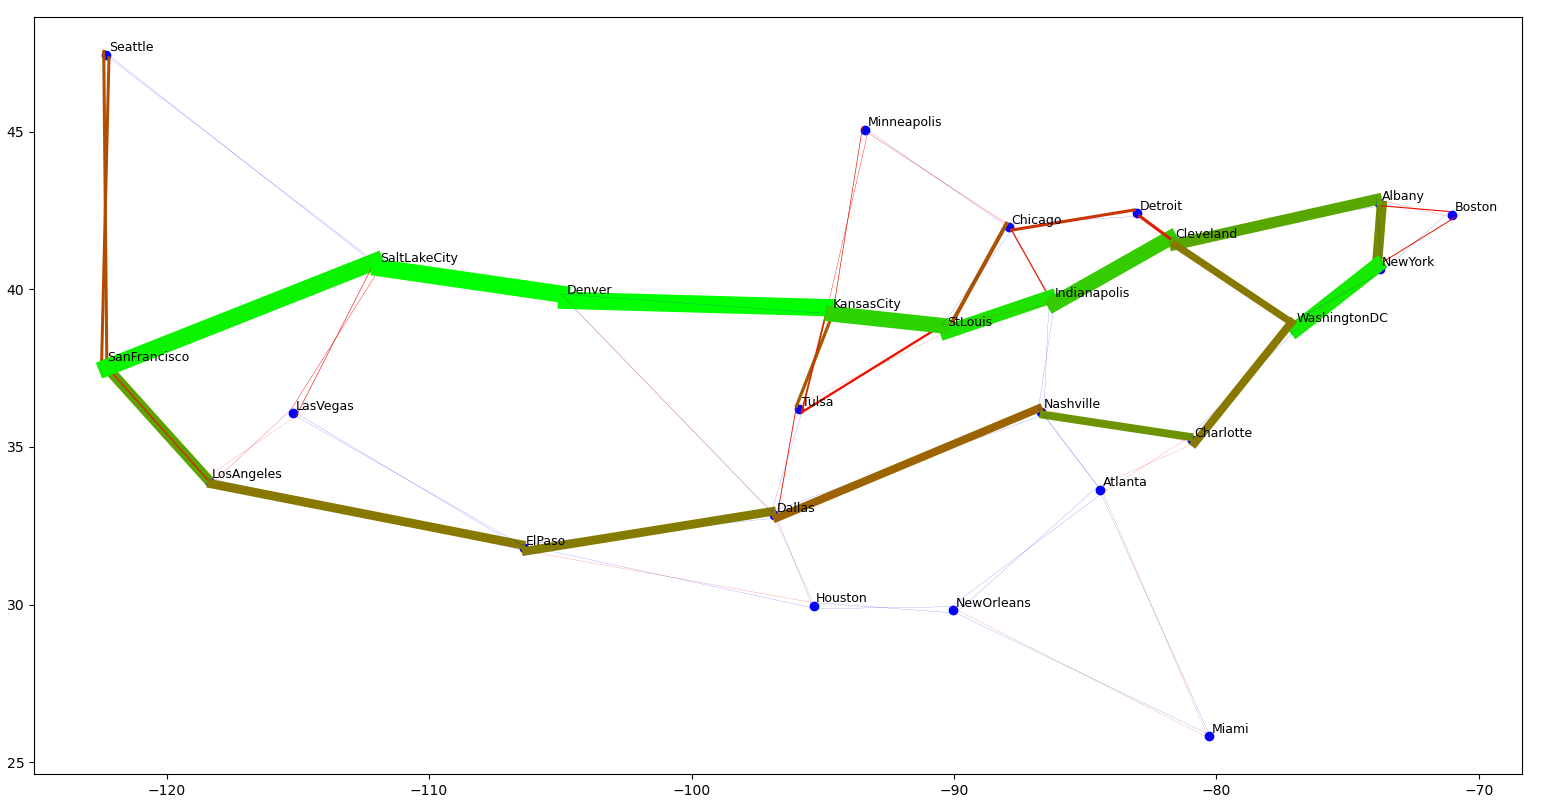 Seattle
45
Minneapolis
Albany
Detroit
Boston
Chicago
Cleveland
SaltLakeCity
NewYork
40
Denver
Indianapolis
KansasCity
WashingtonDC
StLouis
SanFrancisco
LasVegas
Tulsa
Nashville
35
Charlotte
LosAngeles
Atlanta
Dallas
ElPaso
30
Houston
NewOrleans
Miami
25
−120
−110
−100
−90
−80
−70